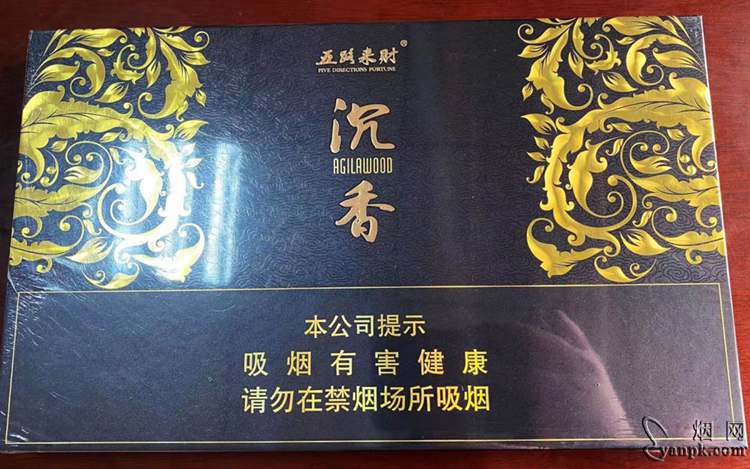 五路来财®
FIVE DIRECTIONS FORTUNE
沉
AGILAWOOD
香
本公司提示
吸烟有害健康
请勿在禁烟场所吸烟
烟网
yanpk.com